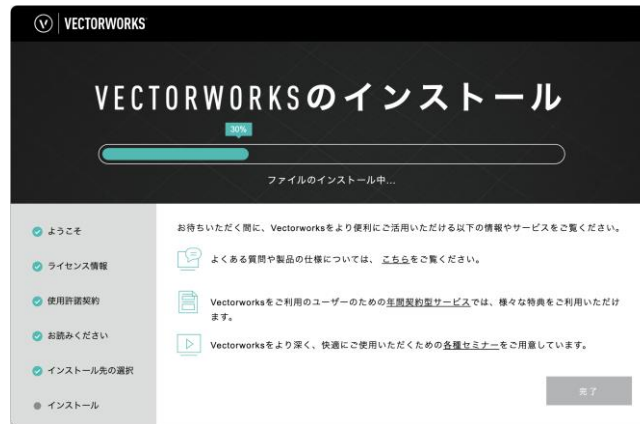 VECTORWORKS
VECTORWORKSのインストール
30%
ファイルのインストール中...
ようこそ
ライセンス情報
使用許諾契約
お読みください
インストール先の選択
インストール
お待ちいただく間に、Vectorworksをより便利にご活用いただける以下の情報やサービスをご覧ください。
よくある質問や製品の仕様については、 こちらをご覧ください。
Vectorworksをご利用のユーザーのための年間契約型サービスでは、様々な特典をご利用いただけ
ます。
Vectorworksをより深く、快適にご使用いただくための各種セミナーをご用意しています。
完了